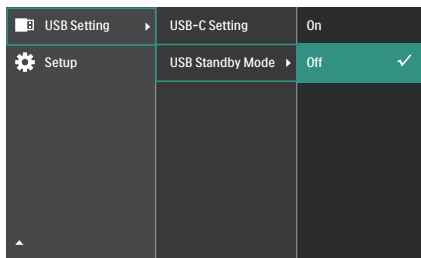 USB Setting
USB-C Setting
On
Setup
USB Standby Mode
Off